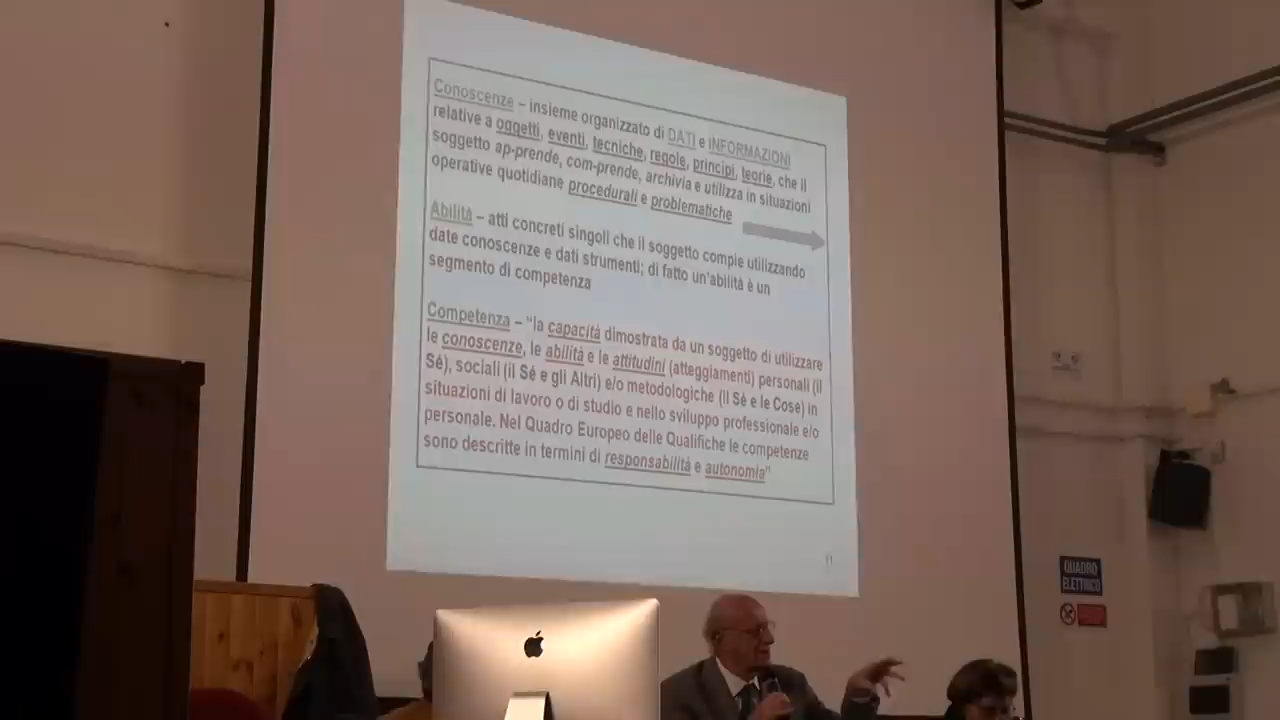 Conoscenze – insieme organizzato di DATI e INFORMAZIONI
relative a oggetti, eventi, tecniche, regole, principi, teorie, che il
soggetto ap-prende, com-prende, archivia e utilizza in situazioni
operative quotidiane procedurali e problematiche
Abilità – atti concreti singoli che il soggetto compie utilizzando
date conoscenze e dati strumenti; di fatto un'abilità è un
segmento di competenza
Competenza – "la capacità dimostrata da un soggetto di utilizzare
le conoscenze, le abilità e le attitudini (atteggiamenti) personali (il
Sé), sociali (il Sé e gli Altri) e/o metodologiche (il Sé e le Cose) in
situazioni di lavoro o di studio e nello sviluppo professionale e/o
personale. Nel Quadro Europeo delle Qualifiche le competenze
sono descritte in termini di responsabilità e autonomia"
11
QUADRO
ELETTRICO